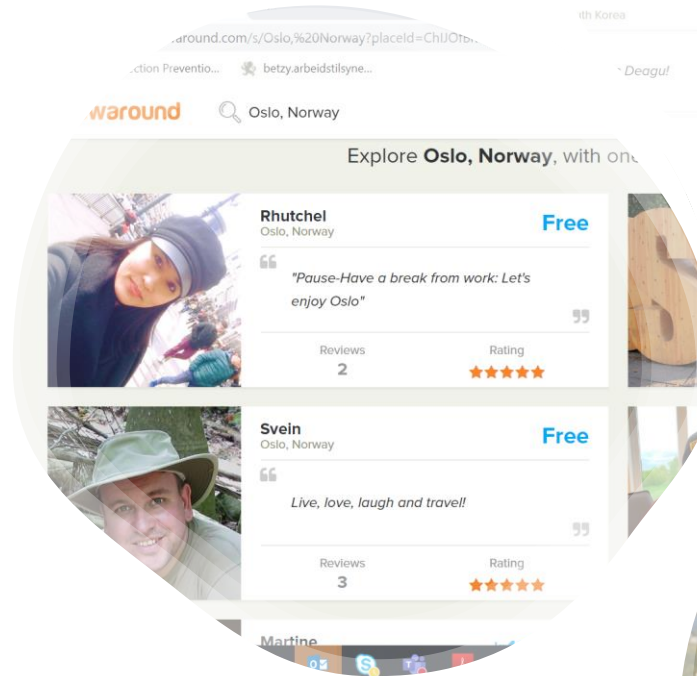 th Korea
around.com/s/Oslo,%20Norway?placeId=ChIJOfB
ction Preventio... betzy.arbeidstilsyne...
Deagu!
waround Oslo, Norway
Explore Oslo, Norway, with one
Rhutchel
Oslo, Norway
Free
"Pause-Have a break from work: Let's
enjoy Oslo"
Reviews Rating
2
Svein
Oslo, Norway
Free
Live, love, laugh and travel!
Reviews Rating
3
Martine